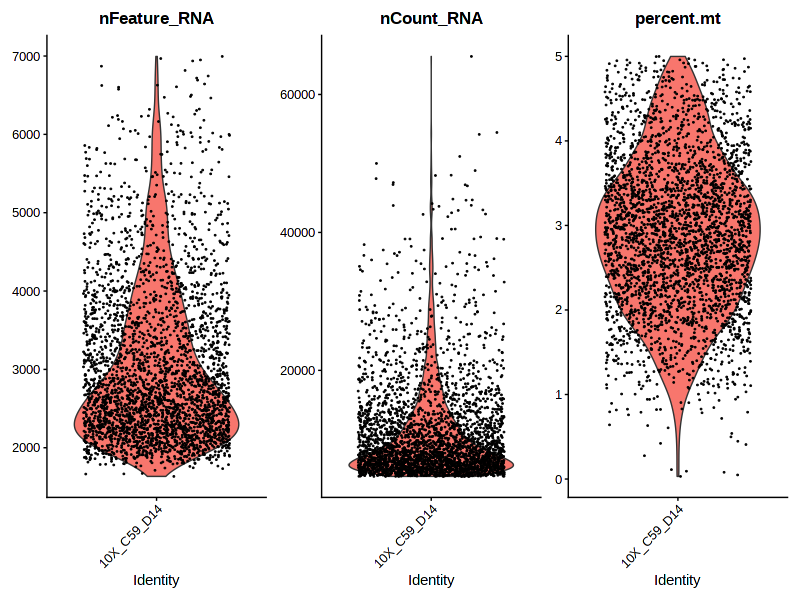 nFeature_RNA
7000
6000
5000
4000
3000
2000
10X_C59_D14
Identity
nCount_RNA
60000
40000
20000
10X_C59_D14
Identity
percent.mt
5
4
3
2
1
0
10X_C59_D14
Identity